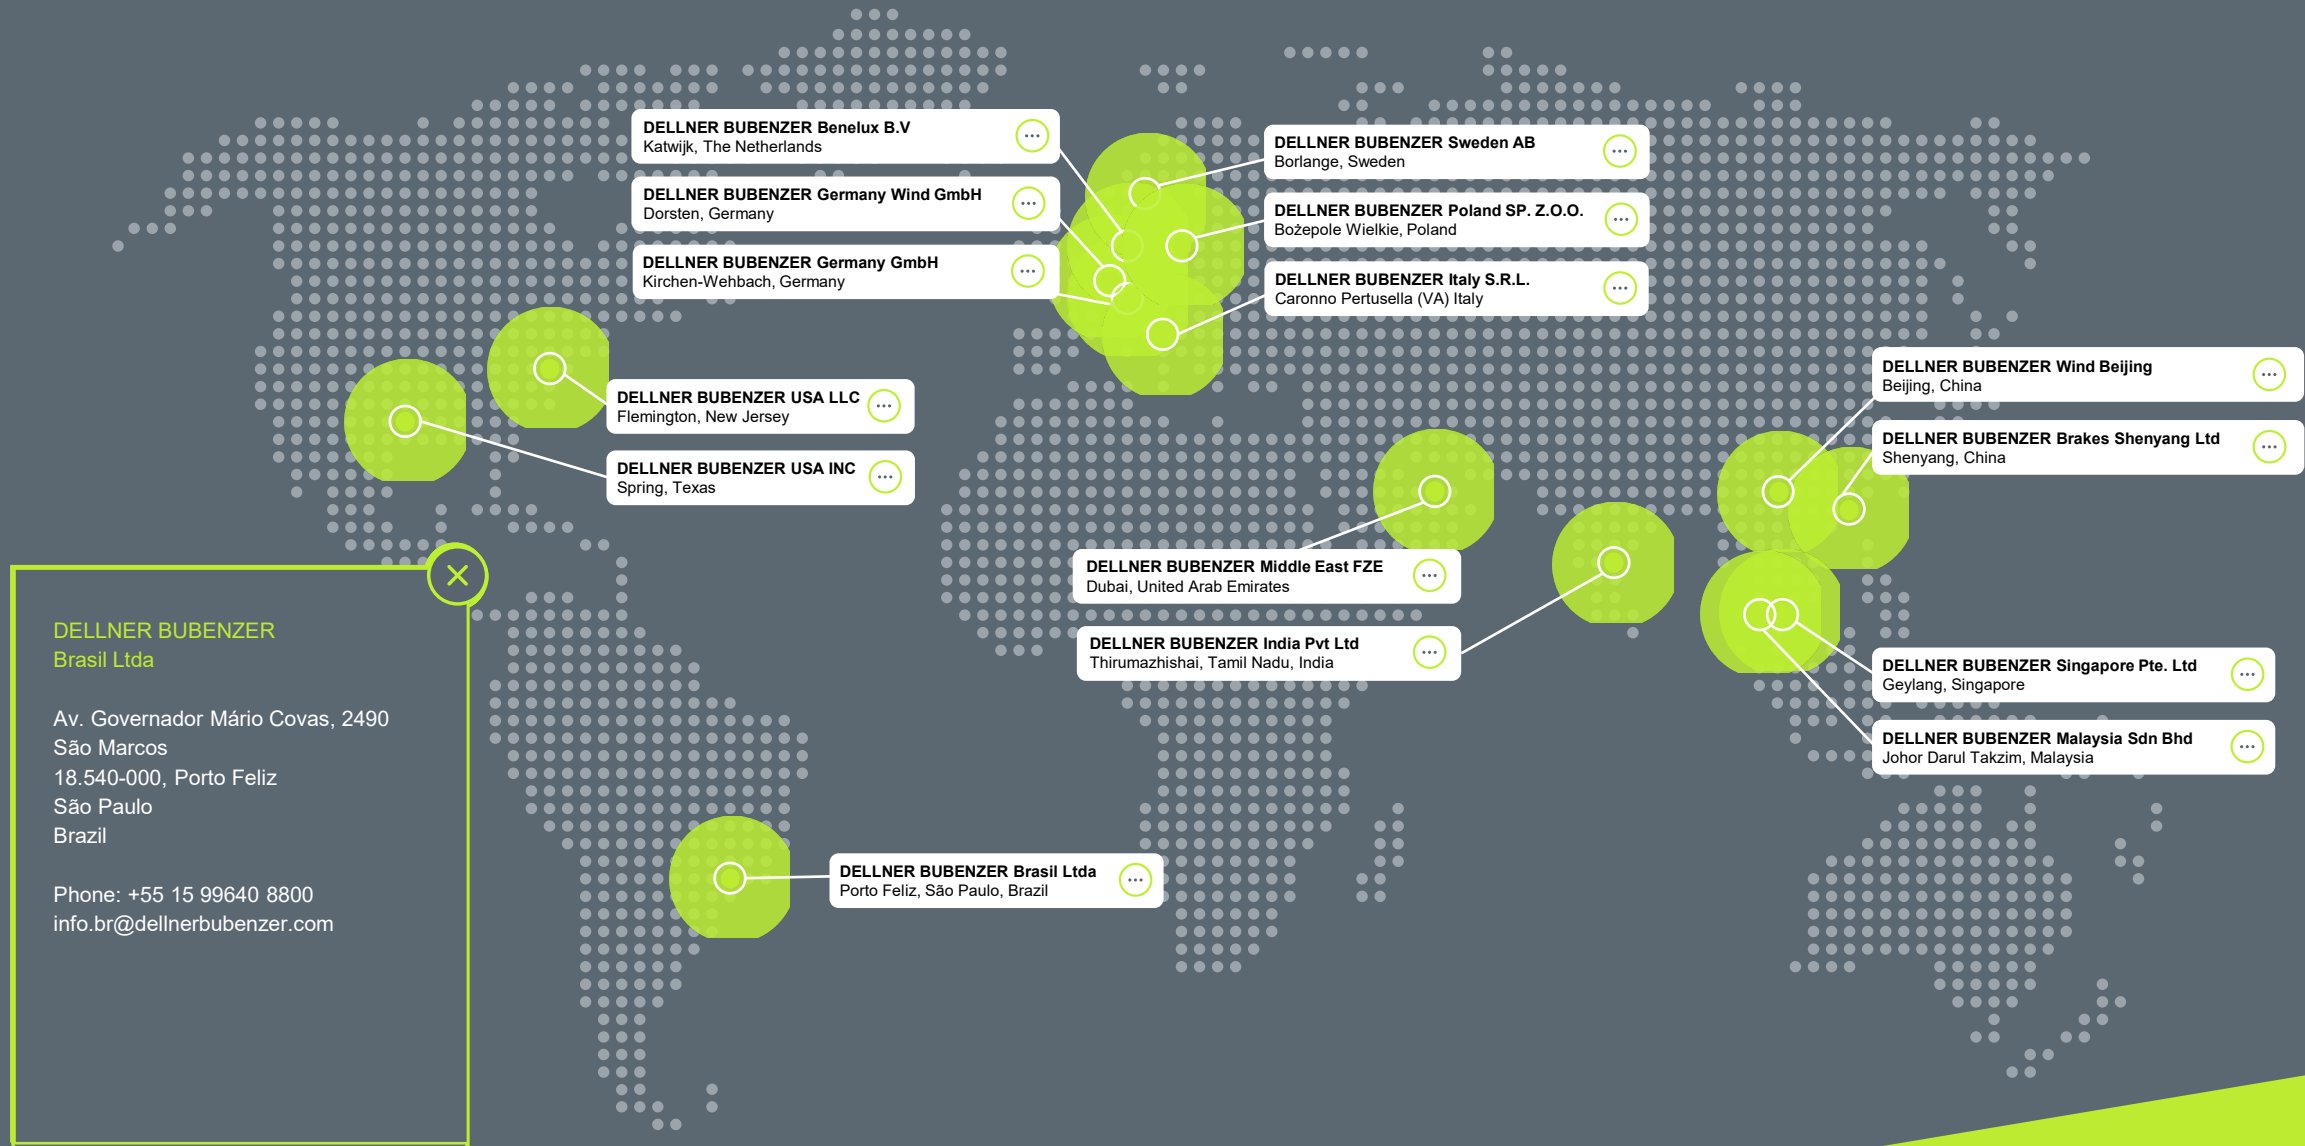 DELLNER BUBENZER Benelux B.V
Katwijk, The Netherlands
DELLNER BUBENZER Germany Wind GmbH
Dorsten, Germany
DELLNER BUBENZER Germany GmbH
Kirchen-Wehbach, Germany
DELLNER BUBENZER Sweden AB
Borlange, Sweden
DELLNER BUBENZER Poland SP. Z.O.O.
Bożepole Wielkie, Poland
DELLNER BUBENZER Italy S.R.L.
Caronno Pertusella (VA) Italy
DELLNER BUBENZER USA LLC
Flemington, New Jersey
DELLNER BUBENZER USA INC
Spring, Texas
DELLNER BUBENZER Wind Beijing
Beijing, China
DELLNER BUBENZER Brakes Shenyang Ltd
Shenyang, China
DELLNER BUBENZER Middle East FZE
Dubai, United Arab Emirates
DELLNER BUBENZER India Pvt Ltd
Thirumazhishai, Tamil Nadu, India
DELLNER BUBENZER Singapore Pte. Ltd
Geylang, Singapore
DELLNER BUBENZER Malaysia Sdn Bhd
Johor Darul Takzim, Malaysia
DELLNER BUBENZER Brasil Ltda
Porto Feliz, São Paulo, Brazil
DELLNER BUBENZER
Brasil Ltda
Av. Governador Mário Covas, 2490
São Marcos
18.540-000, Porto Feliz
São Paulo
Brazil
Phone: +55 15 99640 8800
info.br@dellnerbubenzer.com